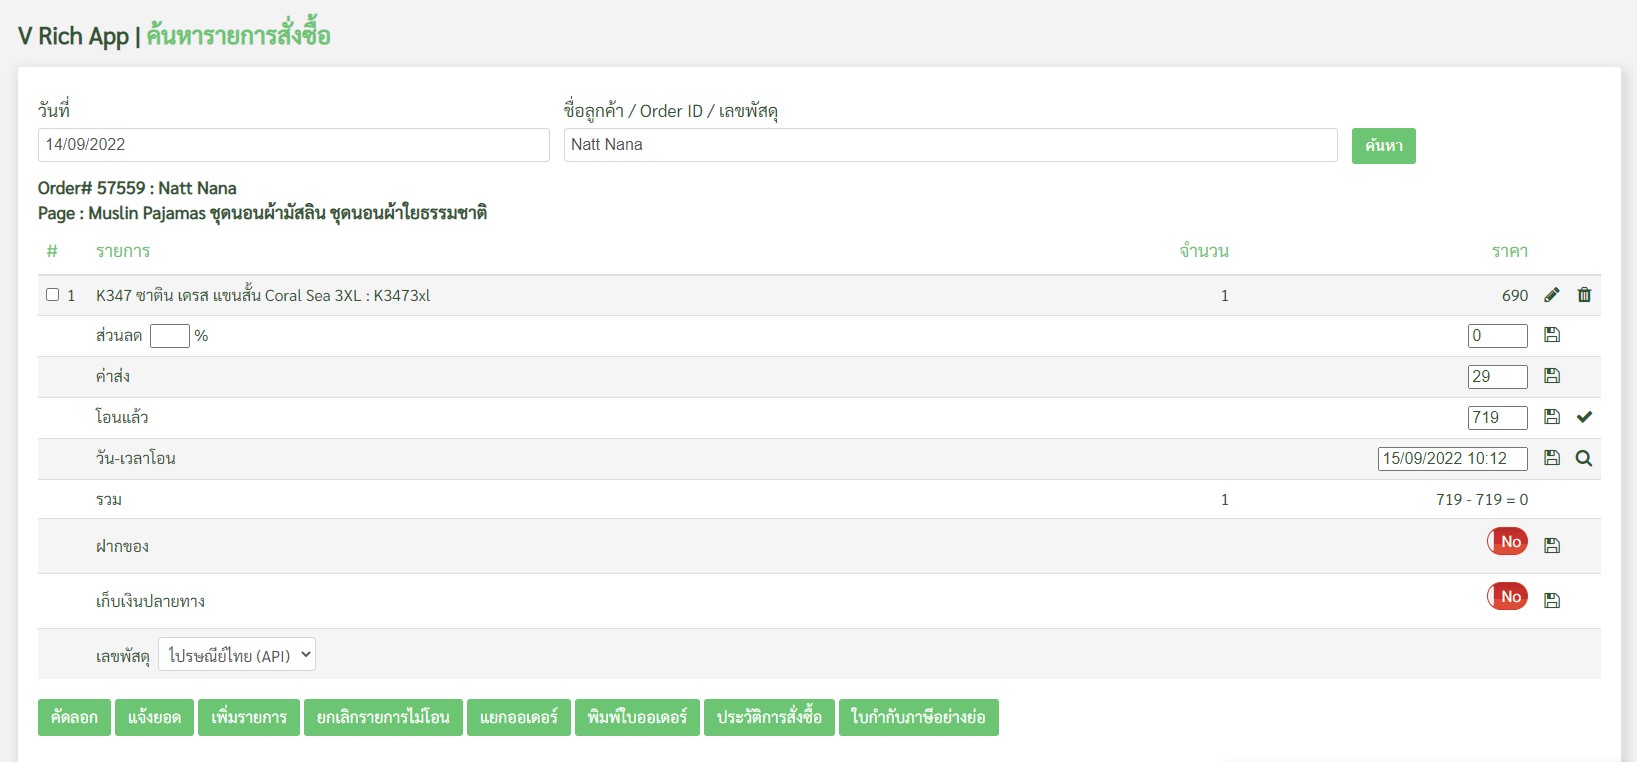 V Rich App | ค้นหารายการสั่งซื้อ
วันที่
ชื่อลูกค้า / Order ID / เลขพัสดุ
14/09/2022
Natt Nana
ค้นหา
Order# 57559 : Natt Nana
Page : Muslin Pajamas ชุดนอนผ้ามัสลิน ชุดนอนผ้าใยธรรมชาติ
# รายการ จำนวน ราคา
1 K347 ซาติน เดรส แขนสั้น Coral Sea 3XL : K3473xl 1 690
ส่วนลด % 0
ค่าส่ง 29
โอนแล้ว 719
วัน-เวลาโอน 15/09/2022 10:12
รวม 1 719 - 719 = 0
ฝากของ No
เก็บเงินปลายทาง No
เลขพัสดุ ไปรษณีย์ไทย (API)
คัดลอก แจ้งยอด เพิ่มรายการ ยกเลิกรายการไม่โอน แยกออเดอร์ พิมพ์ใบออเดอร์ ประวัติการสั่งซื้อ ใบกำกับภาษีอย่างย่อ